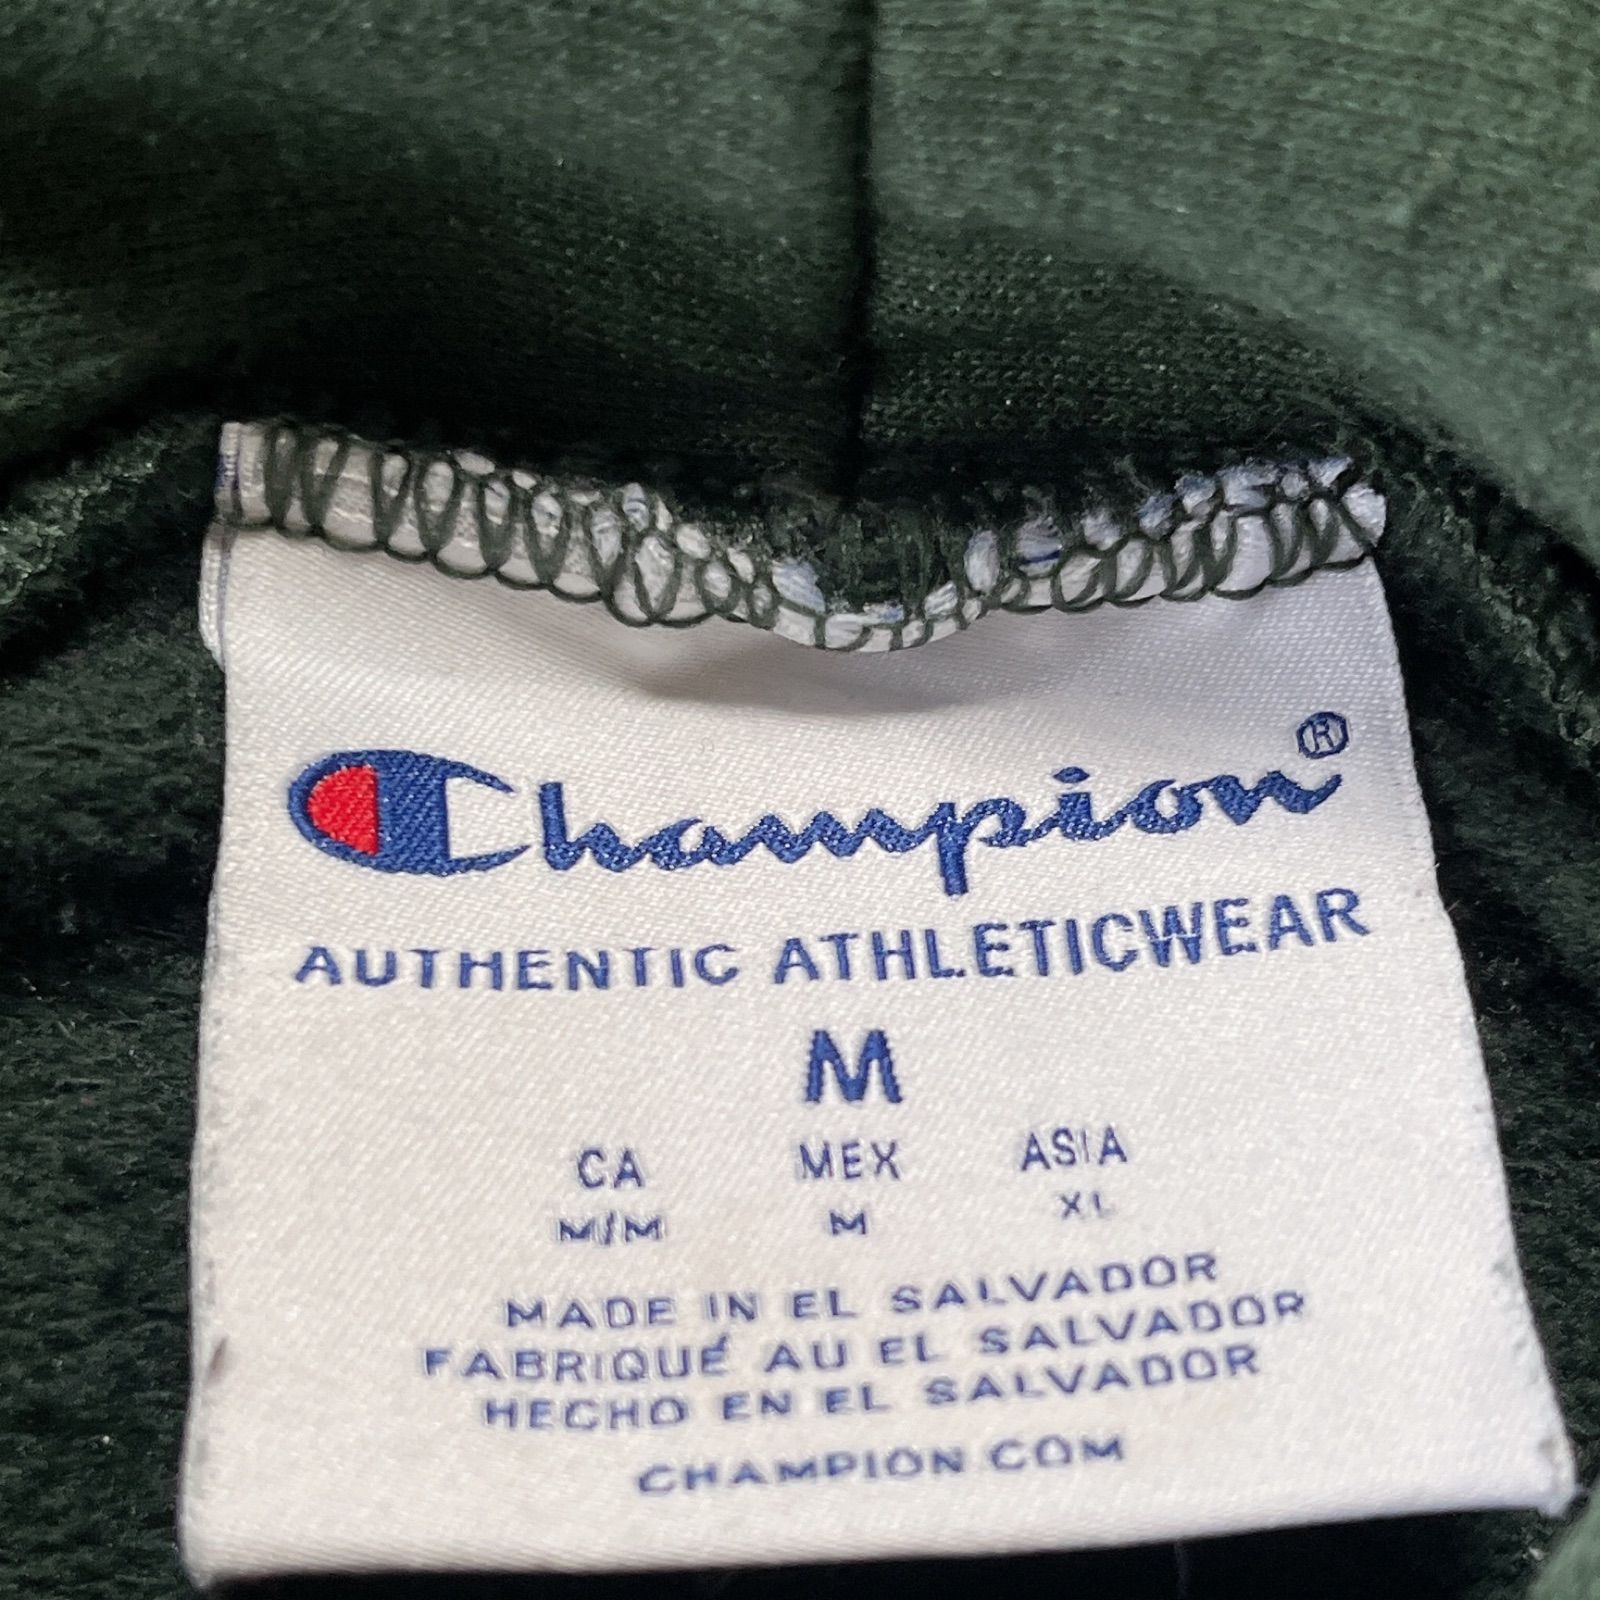 Champion®
AUTHENTIC ATHLETICWEAR
M
CA MEX ASIA
M/M M XL
MADE IN EL SALVADOR
FABRIQUÉ AU EL SALVADOR
HECHO EN EL SALVADOR
CHAMPION.COM